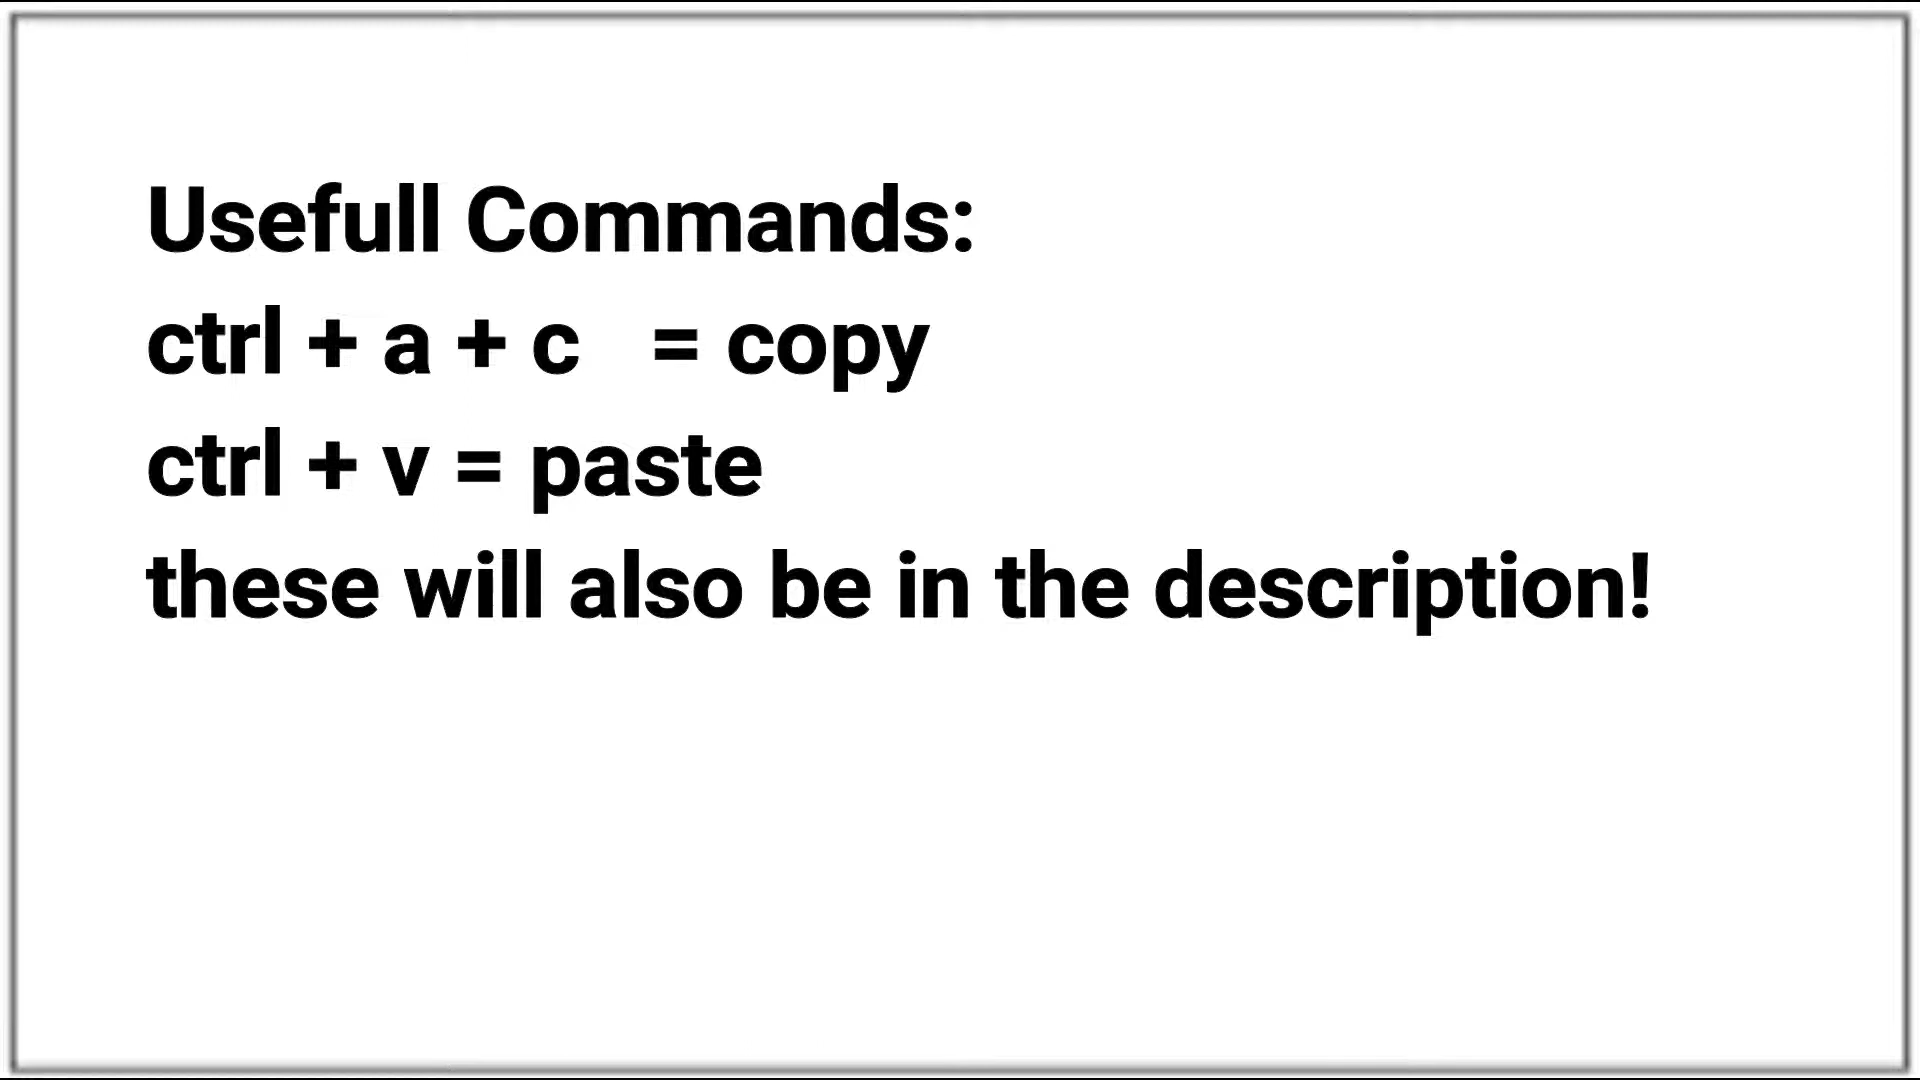 Usefull Commands:
ctrl + a + c   = copy
ctrl + v = paste
these will also be in the description!